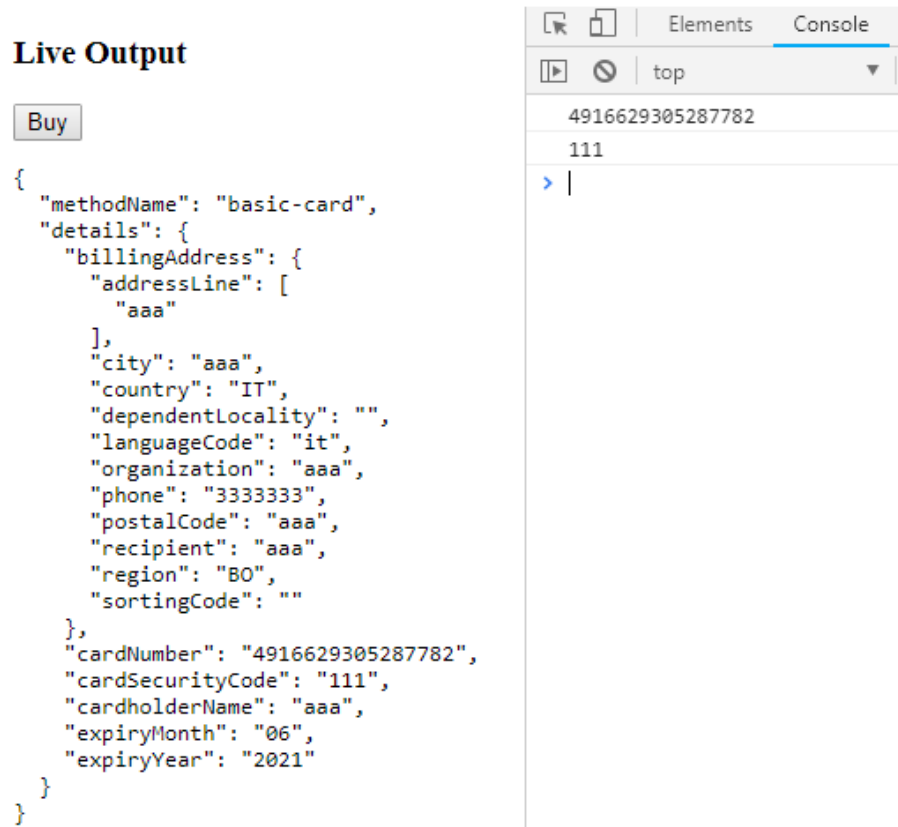 Live Output
Buy
{
  "methodName": "basic-card",
  "details": {
    "billingAddress": {
      "addressLine": [
        "aaa"
      ],
      "city": "aaa",
      "country": "IT",
      "dependentLocality": "",
      "languageCode": "it",
      "organization": "aaa",
      "phone": "3333333",
      "postalCode": "aaa",
      "recipient": "aaa",
      "region": "BO",
      "sortingCode": ""
    },
    "cardNumber": "4916629305287782",
    "cardSecurityCode": "111",
    "cardholderName": "aaa",
    "expiryMonth": "06",
    "expiryYear": "2021"
  }
}
Elements Console
top
4916629305287782
111
>